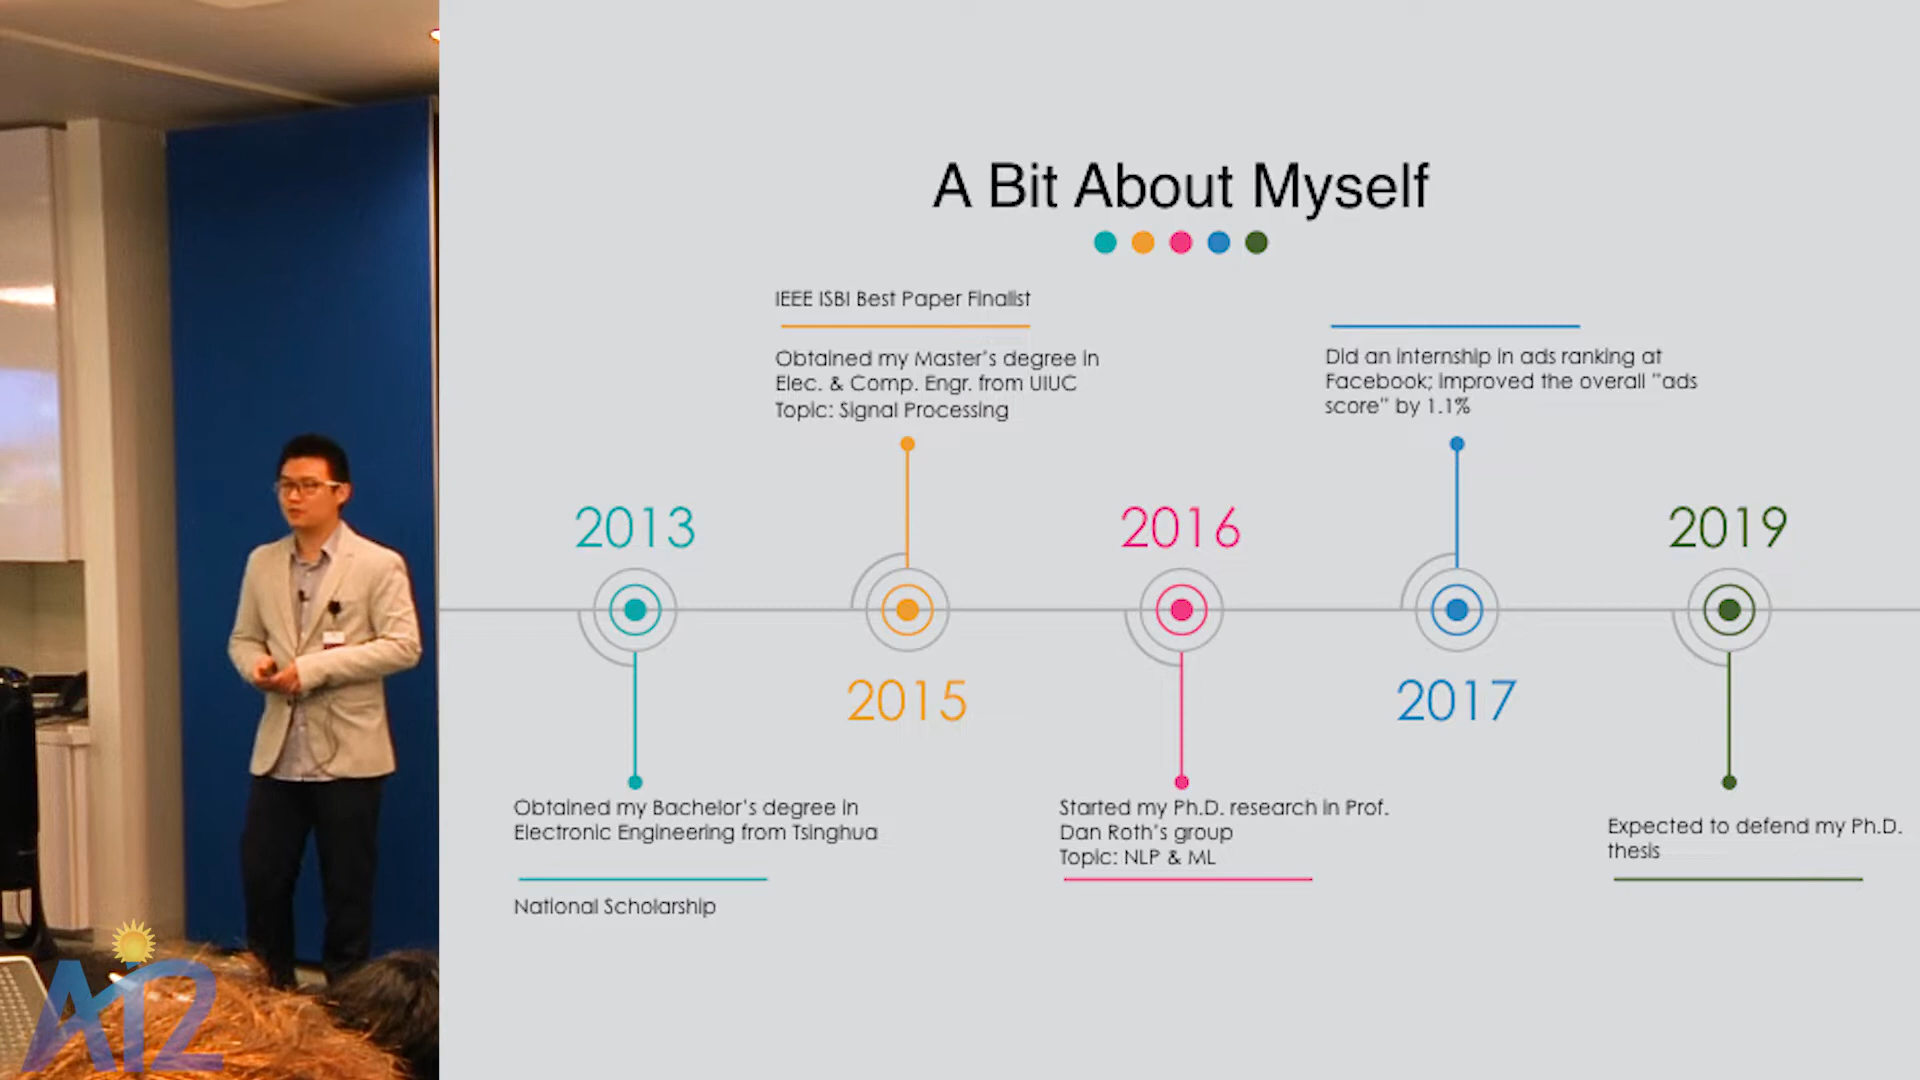 A Bit About Myself
IEEE ISBI Best Paper Finalist
Obtained my Master's degree in
Elec. & Comp. Engr. from UIUC
Topic: Signal Processing
Did an internship in ads ranking at
Facebook; improved the overall "ads
score" by 1.1%
2013
2016
2019
2015
2017
Obtained my Bachelor's degree in
Electronic Engineering from Tsinghua
National Scholarship
Started my Ph.D. research in Prof.
Dan Roth's group
Topic: NLP & ML
Expected to defend my Ph.D.
thesis
Ai2